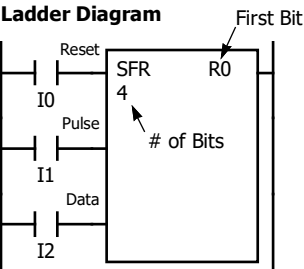 Ladder Diagram
First Bit
Reset
SFR R0
I0
4
Pulse
# of Bits
I1
Data
I2